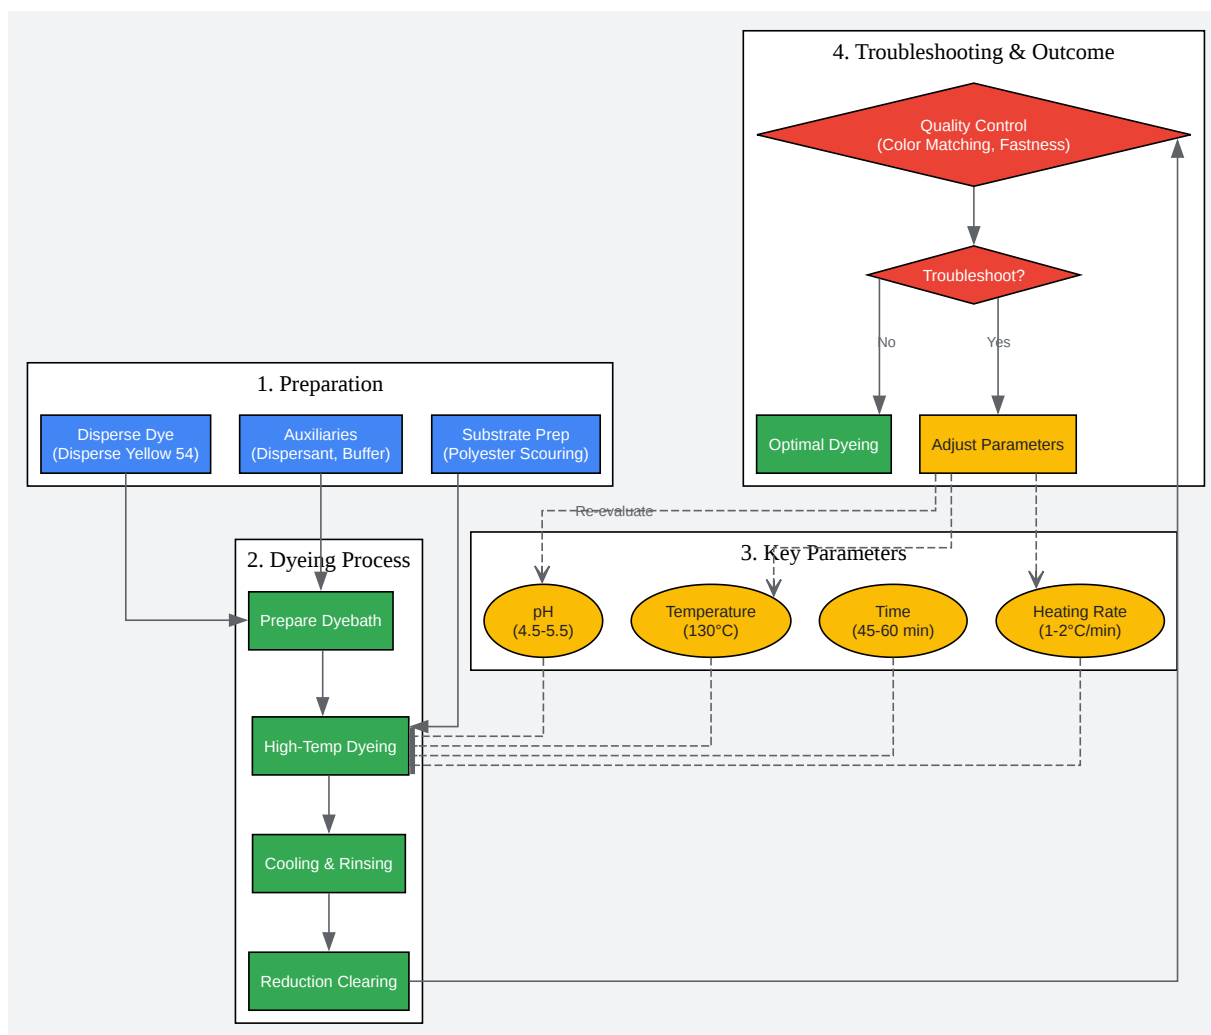 4. Troubleshooting & Outcome
Quality Control
(Color Matching, Fastness)
Troubleshoot?
No
Yes
Optimal Dyeing
Adjust Parameters
1. Preparation
Disperse Dye
(Disperse Yellow 54)
Auxiliaries
(Dispersant, Buffer)
Substrate Prep
(Polyester Scouring)
Re-evaluate
2. Dyeing Process
Prepare Dyebath
High-Temp Dyeing
Cooling & Rinsing
Reduction Clearing
3. Key Parameters
pH
(4.5-5.5)
Temperature
(130°C)
Time
(45-60 min)
Heating Rate
(1-2°C/min)